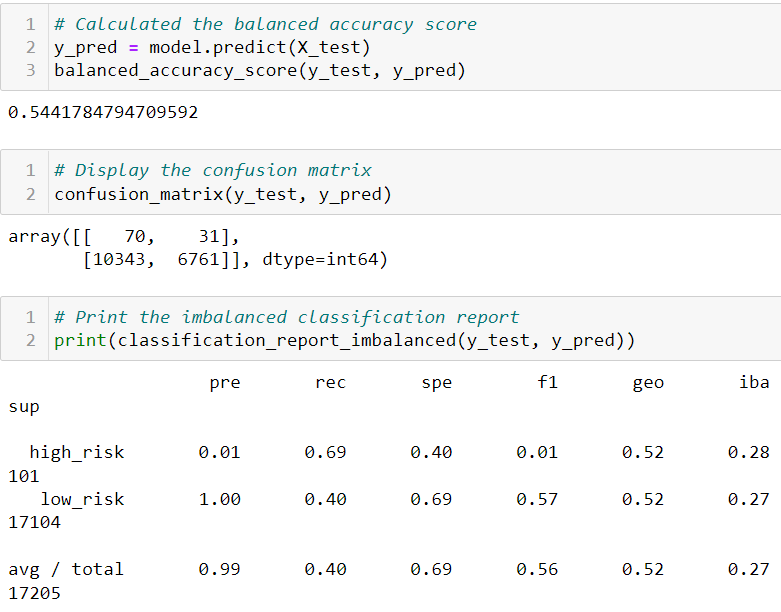 1 # Calculated the balanced accuracy score
2 y_pred = model.predict(X_test)
3 balanced_accuracy_score(y_test, y_pred)
0.5441784794709592
1 # Display the confusion matrix
2 confusion_matrix(y_test, y_pred)
array([[   70,    31],
       [10343,  6761]], dtype=int64)
1 # Print the imbalanced classification report
2 print(classification_report_imbalanced(y_test, y_pred))
pre rec spe f1 geo iba
sup
high_risk 0.01 0.69 0.40 0.01 0.52 0.28
101
low_risk 1.00 0.40 0.69 0.57 0.52 0.27
17104
avg / total 0.99 0.40 0.69 0.56 0.52 0.27
17205